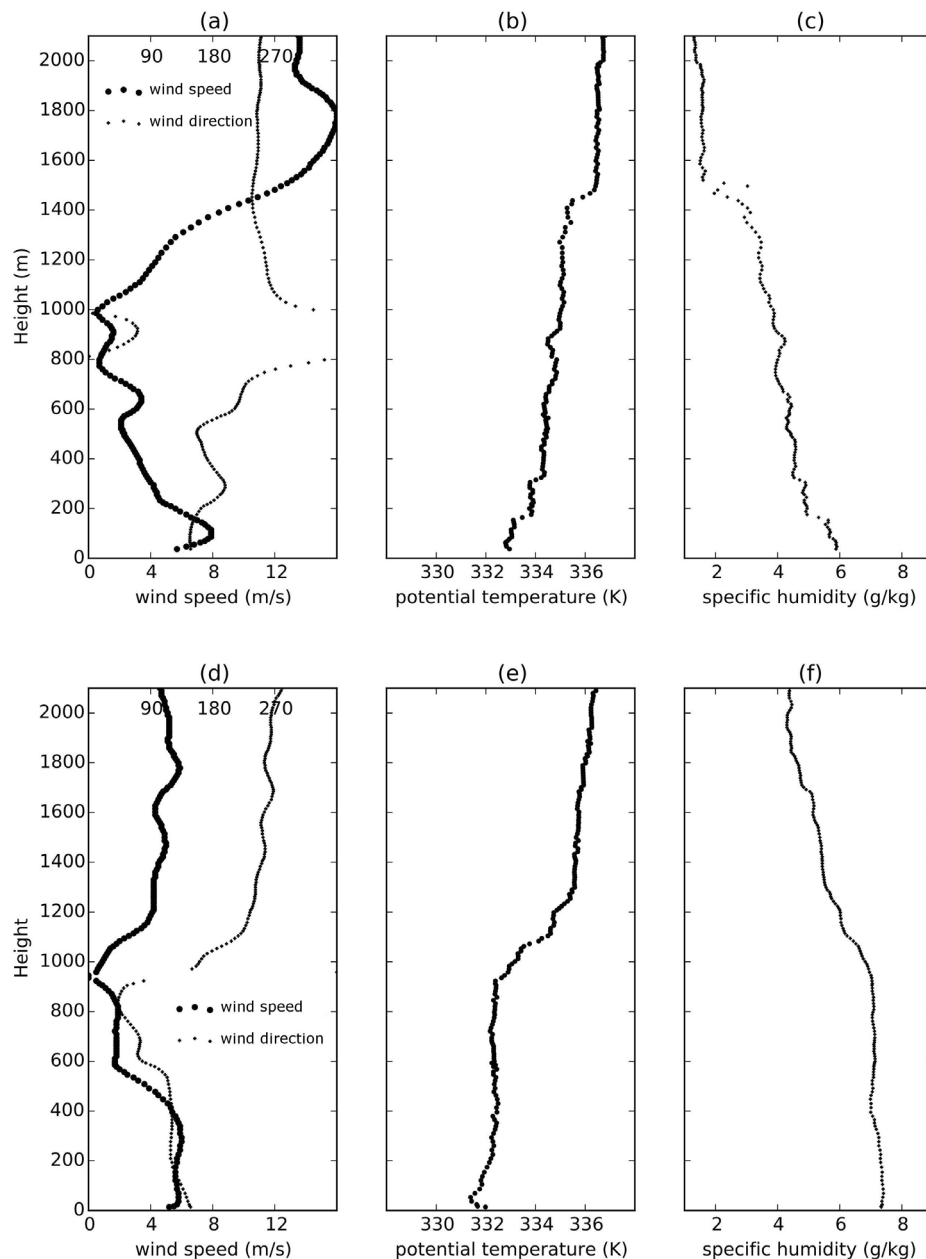 (a) (b) (c)
90 180 270
wind speed
wind direction
Height (m)
2000
1800
1600
1400
1200
1000
800
600
400
200
0
0 4 8 12
330 332 334 336
2 4 6 8
wind speed (m/s) potential temperature (K) specific humidity (g/kg)
(d) (e) (f)
90 180 270
Height
2000
1800
1600
1400
1200
1000
800
600
400
200
0
wind speed
wind direction
0 4 8 12
330 332 334 336
2 4 6 8
wind speed (m/s) potential temperature (K) specific humidity (g/kg)